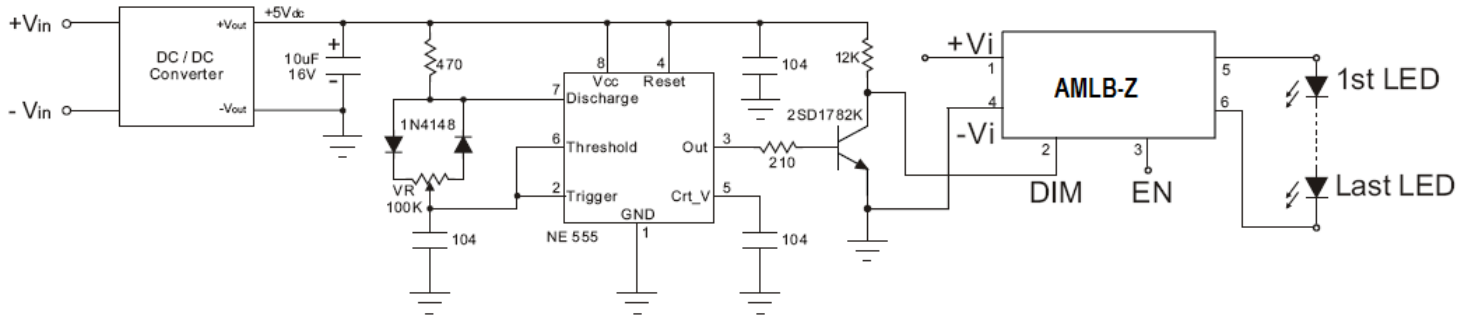 +Vin
- Vin
DC / DC
Converter
+Vout
-Vout
+5Vdc
+
10uF
16V
-
470
1N4148
VR
100K
104
7
Discharge
6
Threshold
2
Trigger
8
Vcc
4
Reset
Out
3
Crt_V
5
GND
1
NE 555
104
104
210
12K
2SD1782K
+Vi
1
4
-Vi
AMLB-Z
2
DIM
3
EN
5
6
1st LED
Last LED